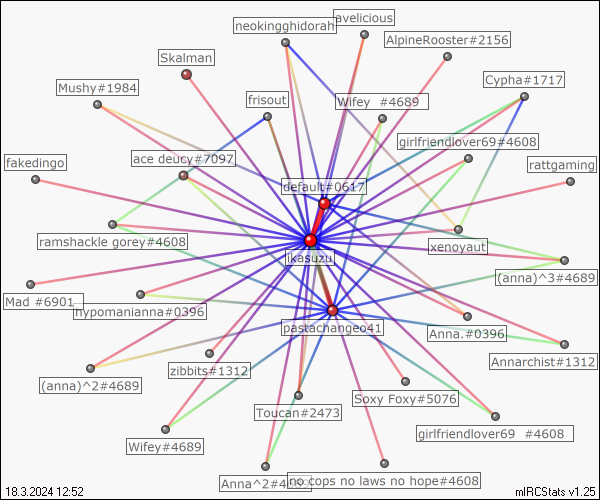 neokingghidorah
avelicious
AlpineRooster#2156
Skalman
Mushy#1984
frisout
Wifey #4689
Cypha#1717
girlfriendlover69#4608
fakedingo
ace deucy#7097
default#0617
rattgaming
ramshackle gorey#4608
ikasuzu
xenoyaut
(anna)^3#4689
Mad #6901
hypomanianna#0396
pastachangeo41
Anna.#0396
Annarchist#1312
(anna)^2#4689
zibbits#1312
Toucan#2473
Soxy Foxy#5076
Wifey#4689
girlfriendlover69 #4608
Anna^2#4689
no cops no laws no hope#4608
18.3.2024 12:52
mIRCStats v1.25